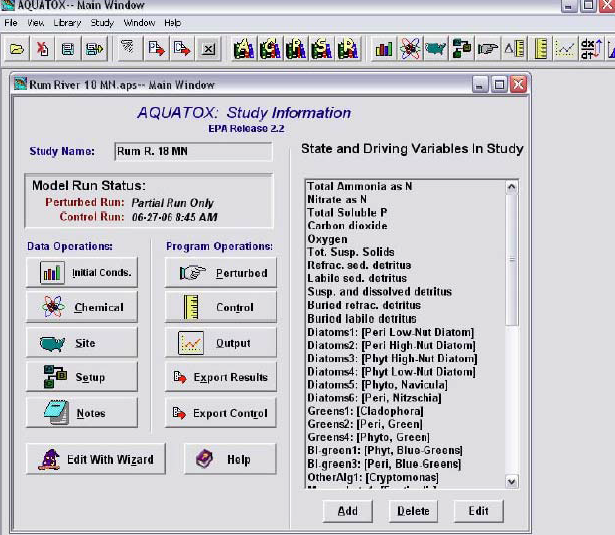 AQUATOX-- Main Window
File View Library Study Window Help
Rum River 18 MN.aps-- Main Window
AQUATOX: Study Information
EPA Release 2.2
Study Name: Rum R. 18 MN
Model Run Status:
Perturbed Run: Partial Run Only
Control Run: 06-27-06 8:45 AM
Data Operations:
Program Operations:
Initial Conds.
Perturbed
Chemical
Control
Site
Output
Setup
Export Results
Notes
Export Control
Edit With Wizard
Help
State and Driving Variables In Study
Total Ammonia as N
Nitrate as N
Total Soluble P
Carbon dioxide
Oxygen
Tot. Susp. Solids
Refrac. sed. detritus
Labile sed. detritus
Susp. and dissolved detritus
Buried refrac. detritus
Buried labile detritus
Diatoms1: [Peri Low-Nut Diatom]
Diatoms2: [Peri High-Nut Diatom]
Diatoms3: [Phyt High-Nut Diatom]
Diatoms4: [Phyt Low-Nut Diatom]
Diatoms5: [Phyto, Navicula]
Diatoms6: [Peri, Nitzschia]
Greens1: [Cladophora]
Greens2: [Peri, Green]
Greens4: [Phyto, Green]
Bl-green1: [Phyt, Blue-Greens]
Bl-green3: [Peri, Blue-Greens]
OtherAlg1: [Cryptomonas]
Add
Delete
Edit